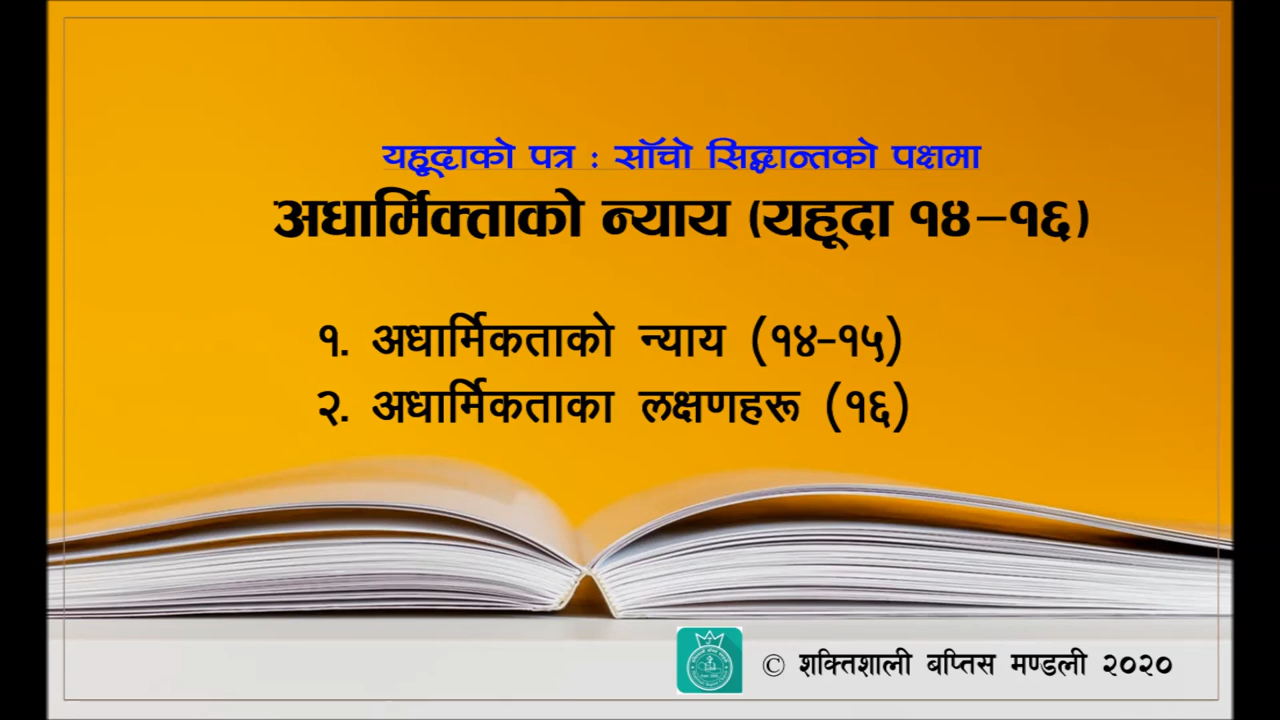 यहूदाको पत्र : साँचो सिद्धान्तको पक्षमा
अधार्मिक्ताको न्याय (यहूदा १४-१६)
१. अधार्मिकताको न्याय (१४-१५)
२. अधार्मिकताका लक्षणहरू (१६)
© शक्तिशाली बप्तिस मण्डली २०२०